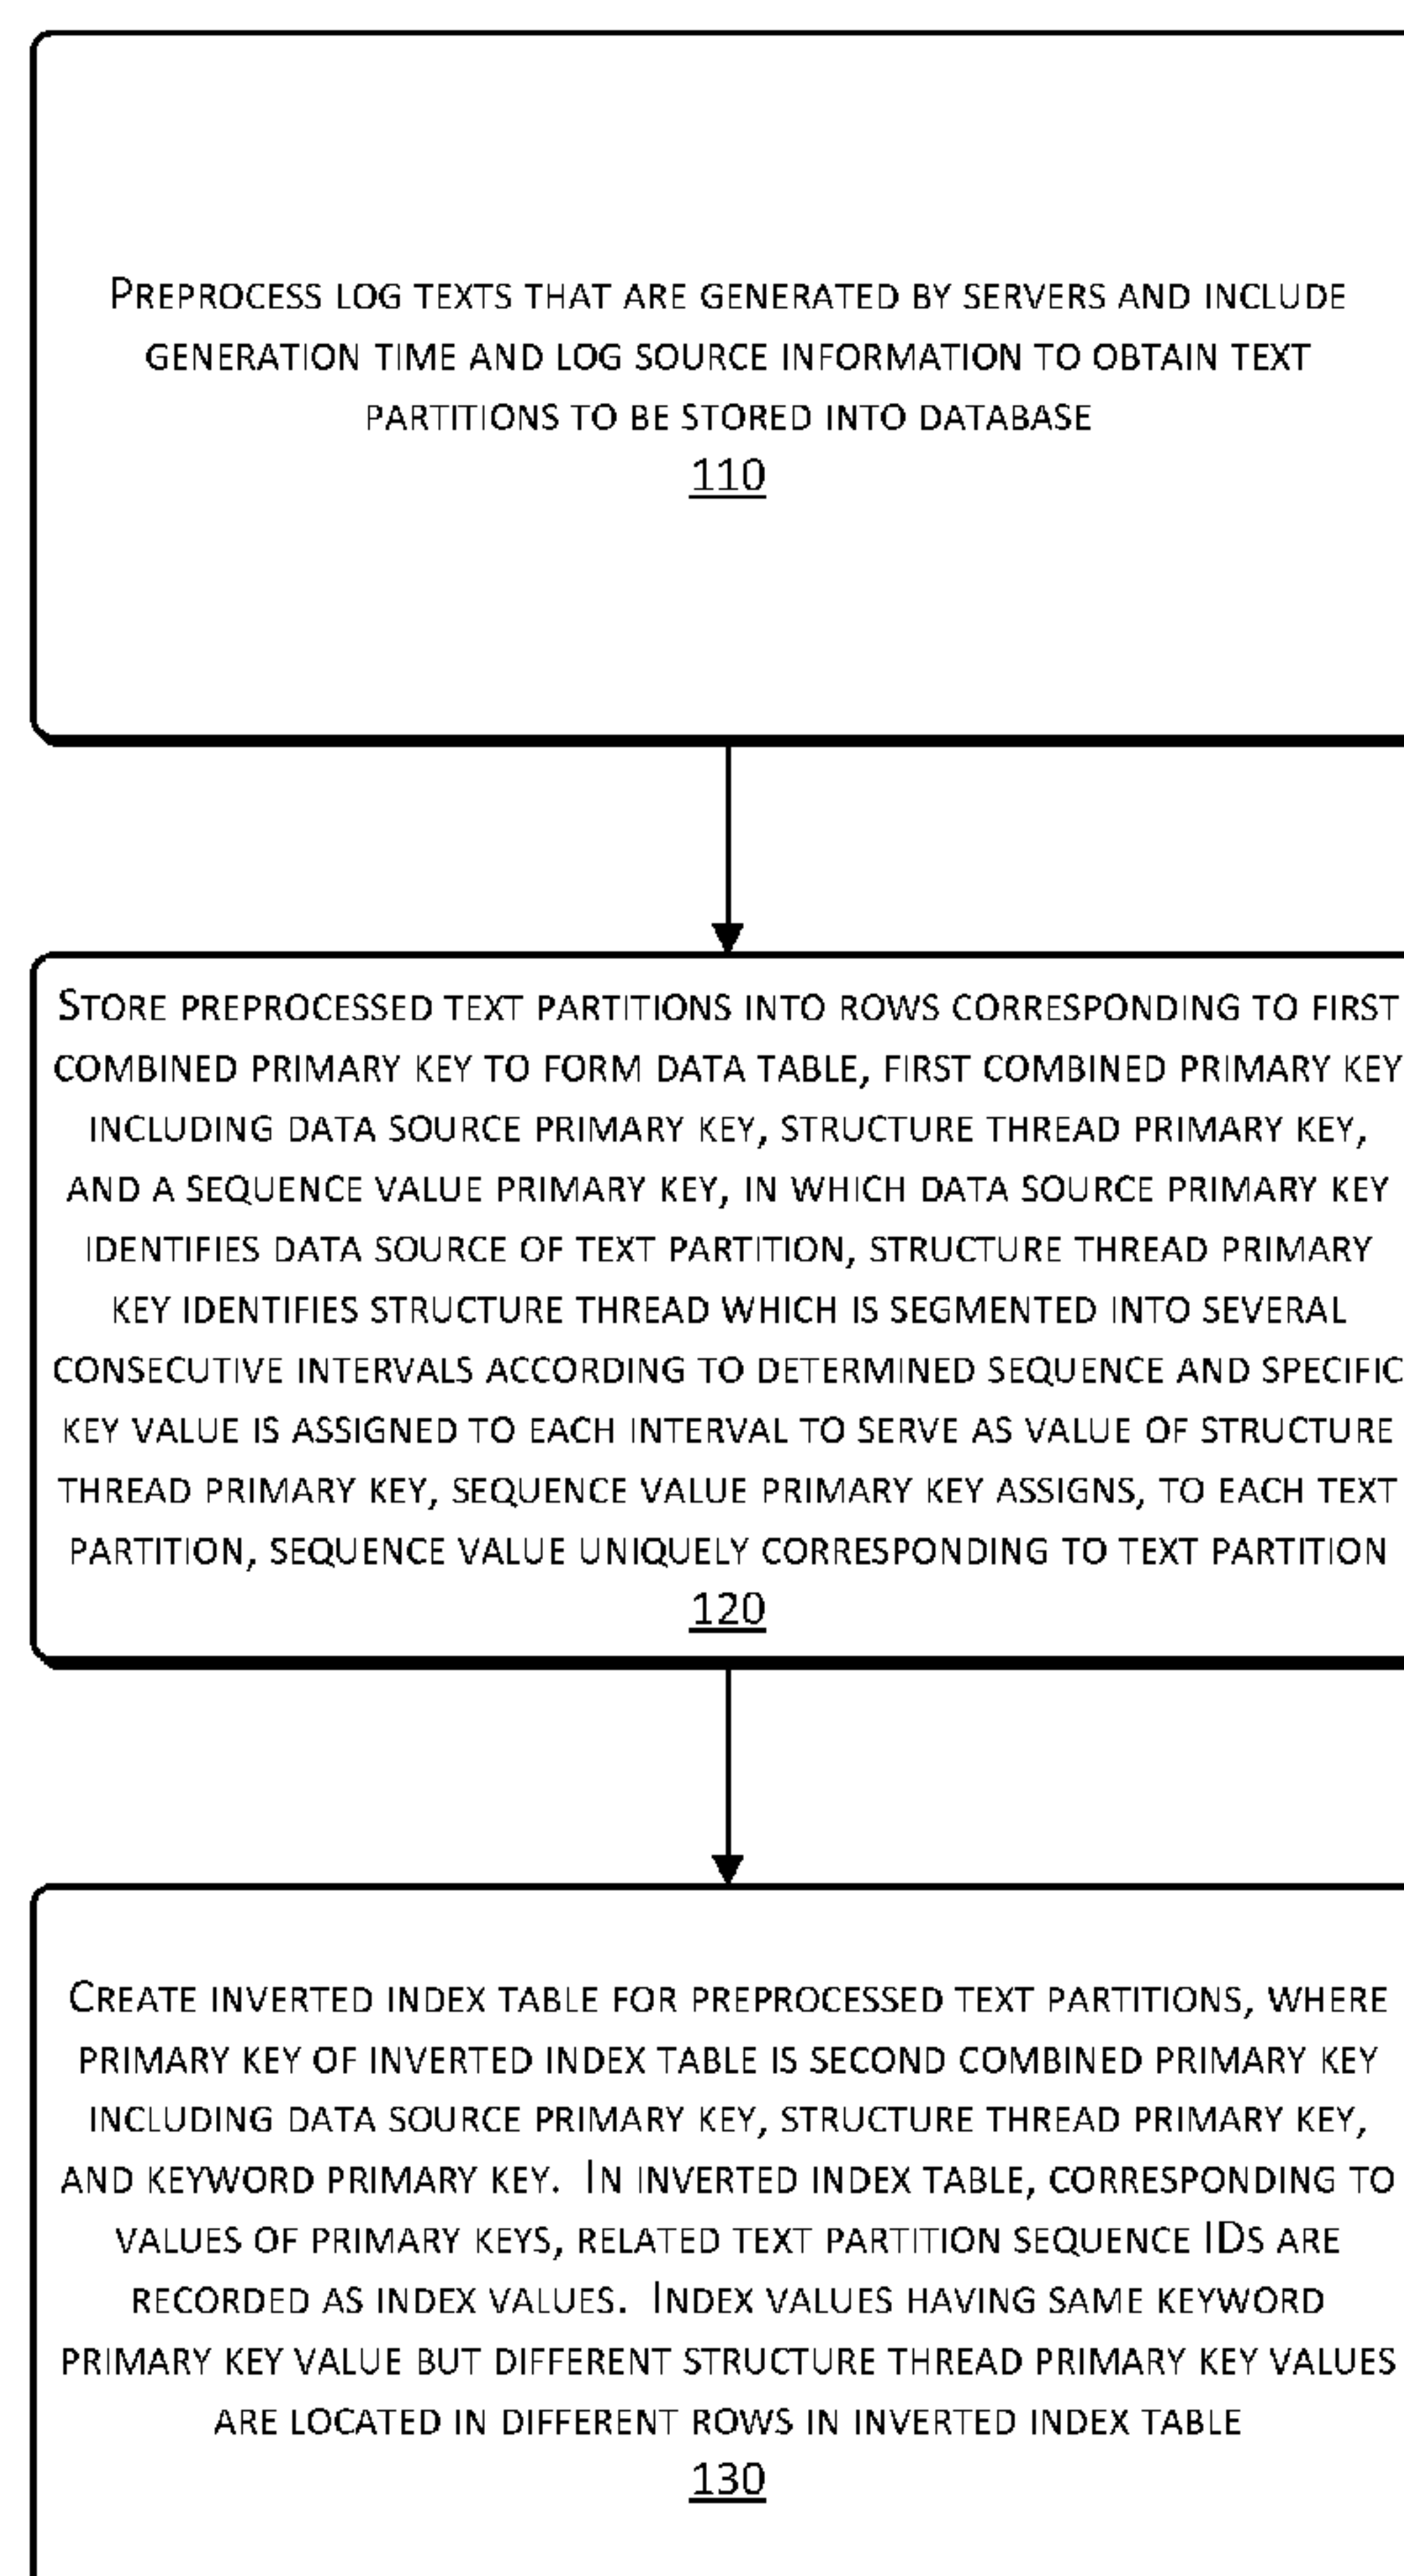 PREPROCESS LOG TEXTS THAT ARE GENERATED BY SERVERS AND INCLUDE
GENERATION TIME AND LOG SOURCE INFORMATION TO OBTAIN TEXT
PARTITIONS TO BE STORED INTO DATABASE
110
STORE PREPROCESSED TEXT PARTITIONS INTO ROWS CORRESPONDING TO FIRST
COMBINED PRIMARY KEY TO FORM DATA TABLE, FIRST COMBINED PRIMARY KEY
INCLUDING DATA SOURCE PRIMARY KEY, STRUCTURE THREAD PRIMARY KEY,
AND A SEQUENCE VALUE PRIMARY KEY, IN WHICH DATA SOURCE PRIMARY KEY
IDENTIFIES DATA SOURCE OF TEXT PARTITION, STRUCTURE THREAD PRIMARY
KEY IDENTIFIES STRUCTURE THREAD WHICH IS SEGMENTED INTO SEVERAL
CONSECUTIVE INTERVALS ACCORDING TO DETERMINED SEQUENCE AND SPECIFIC
KEY VALUE IS ASSIGNED TO EACH INTERVAL TO SERVE AS VALUE OF STRUCTURE
THREAD PRIMARY KEY, SEQUENCE VALUE PRIMARY KEY ASSIGNS, TO EACH TEXT
PARTITION, SEQUENCE VALUE UNIQUELY CORRESPONDING TO TEXT PARTITION
120
CREATE INVERTED INDEX TABLE FOR PREPROCESSED TEXT PARTITIONS, WHERE
PRIMARY KEY OF INVERTED INDEX TABLE IS SECOND COMBINED PRIMARY KEY
INCLUDING DATA SOURCE PRIMARY KEY, STRUCTURE THREAD PRIMARY KEY,
AND KEYWORD PRIMARY KEY.  IN INVERTED INDEX TABLE, CORRESPONDING TO
VALUES OF PRIMARY KEYS, RELATED TEXT PARTITION SEQUENCE IDS ARE
RECORDED AS INDEX VALUES.  INDEX VALUES HAVING SAME KEYWORD
PRIMARY KEY VALUE BUT DIFFERENT STRUCTURE THREAD PRIMARY KEY VALUES
ARE LOCATED IN DIFFERENT ROWS IN INVERTED INDEX TABLE
130